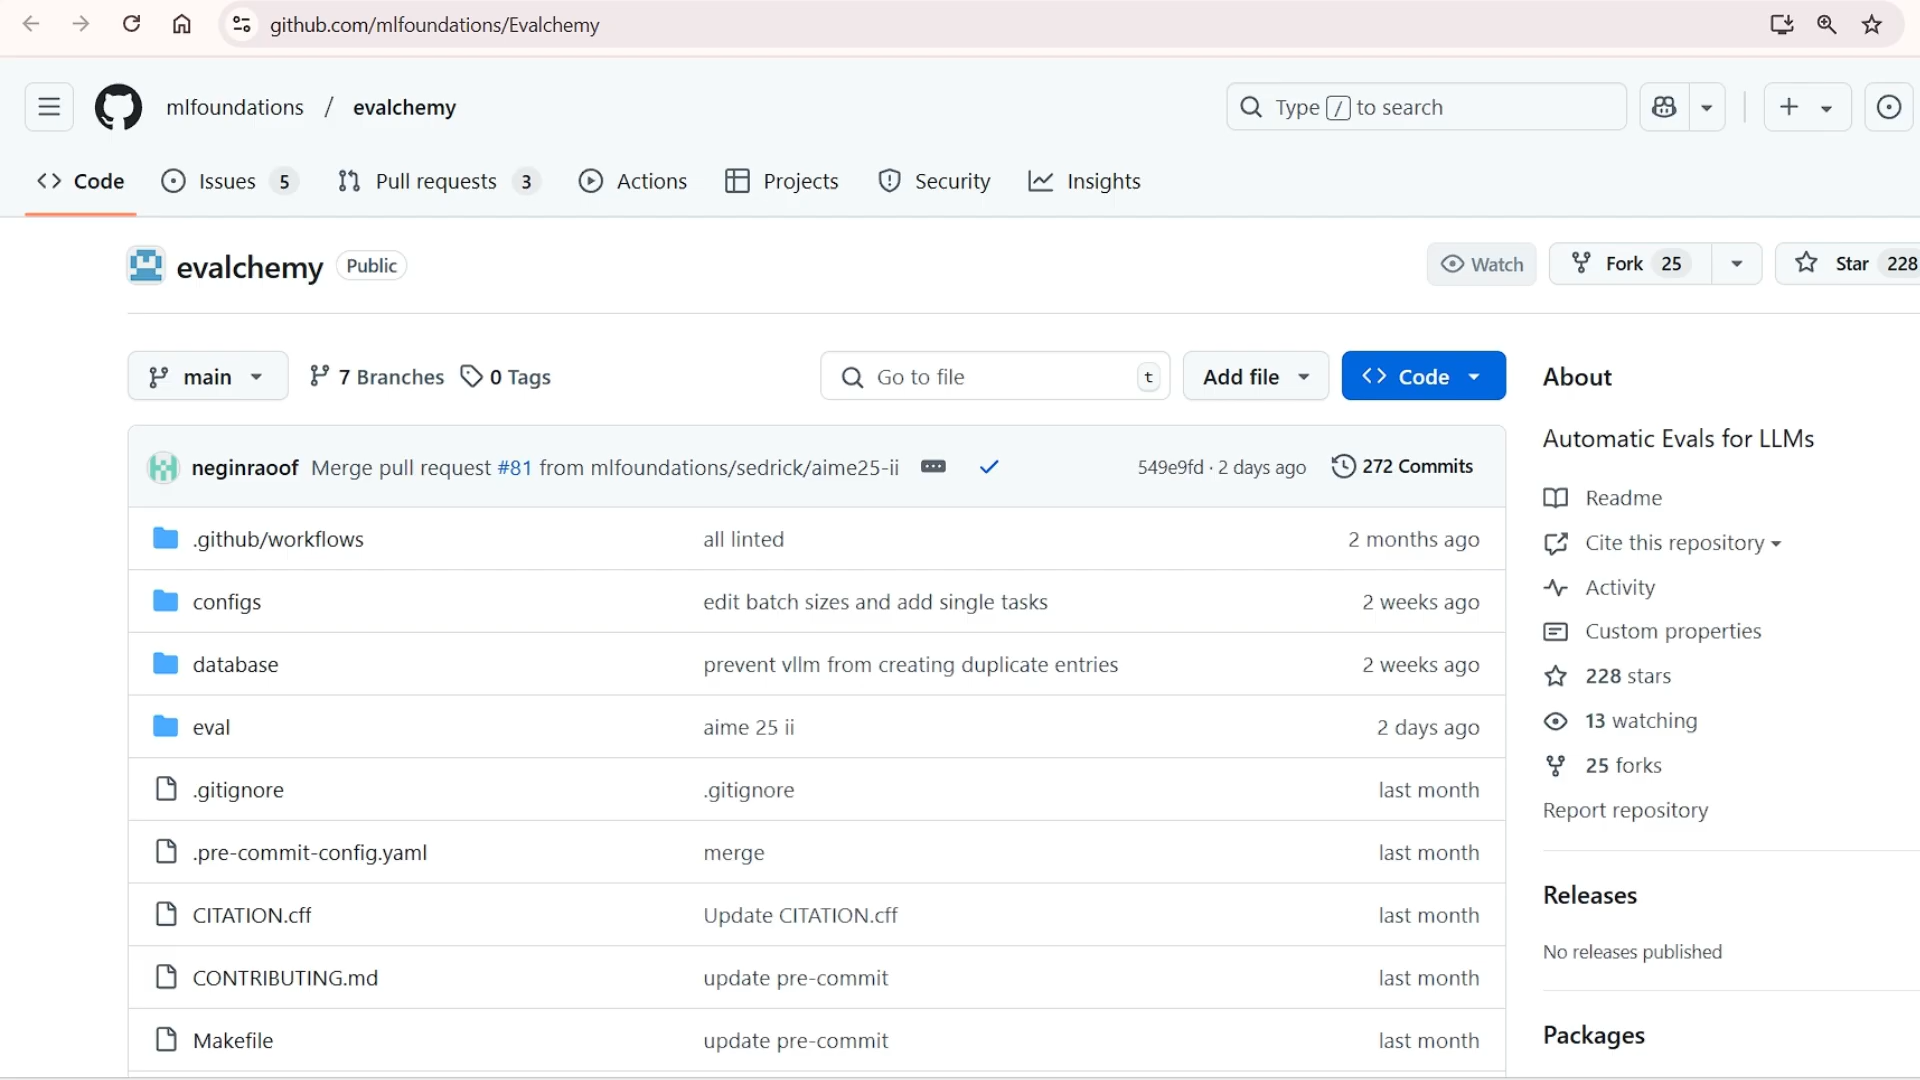 github.com/mlfoundations/Evalchemy
mlfoundations / evalchemy
Type / to search
Code
Issues 5
Pull requests 3
Actions
Projects
Security
Insights
evalchemy Public
Watch
Fork 25
Star 228
main
7 Branches
0 Tags
Go to file t
Add file
Code
neginraoof Merge pull request #81 from mlfoundations/sedrick/aime25-ii 549e9fd · 2 days ago 272 Commits
.github/workflows all linted 2 months ago
configs edit batch sizes and add single tasks 2 weeks ago
database prevent vllm from creating duplicate entries 2 weeks ago
eval aime 25 ii 2 days ago
.gitignore .gitignore last month
.pre-commit-config.yaml merge last month
CITATION.cff Update CITATION.cff last month
CONTRIBUTING.md update pre-commit last month
Makefile update pre-commit last month
About
Automatic Evals for LLMs
Readme
Cite this repository
Activity
Custom properties
228 stars
13 watching
25 forks
Report repository
Releases
No releases published
Packages